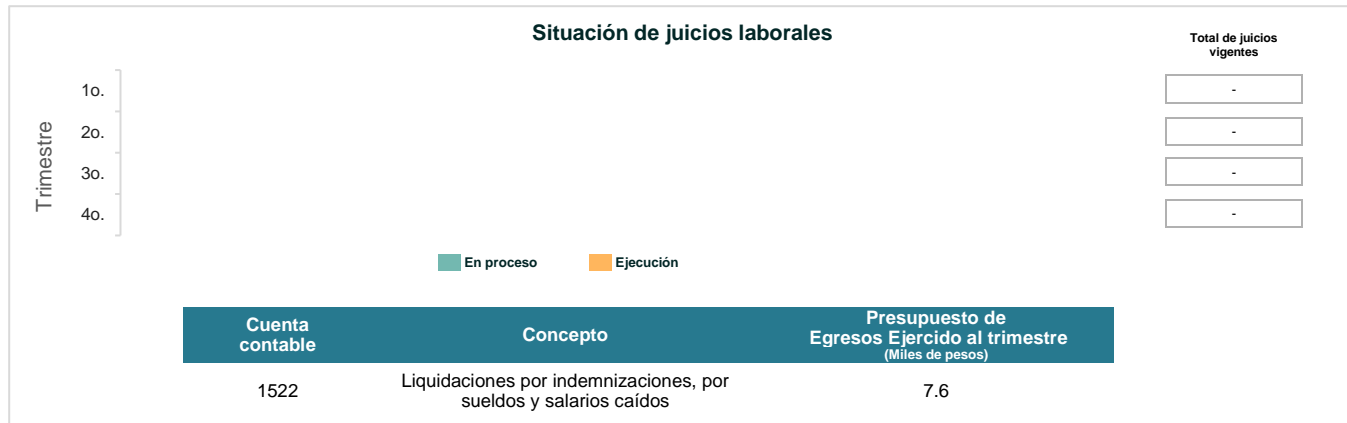 Situación de juicios laborales
Total de juicios
vigentes
Trimestre
1o.
-
2o.
-
3o.
-
4o.
-
En proceso
Ejecución
Cuenta
contable
Concepto
Presupuesto de
Egresos Ejercido al trimestre
(Miles de pesos)
1522
Liquidaciones por indemnizaciones, por
sueldos y salarios caídos
7.6